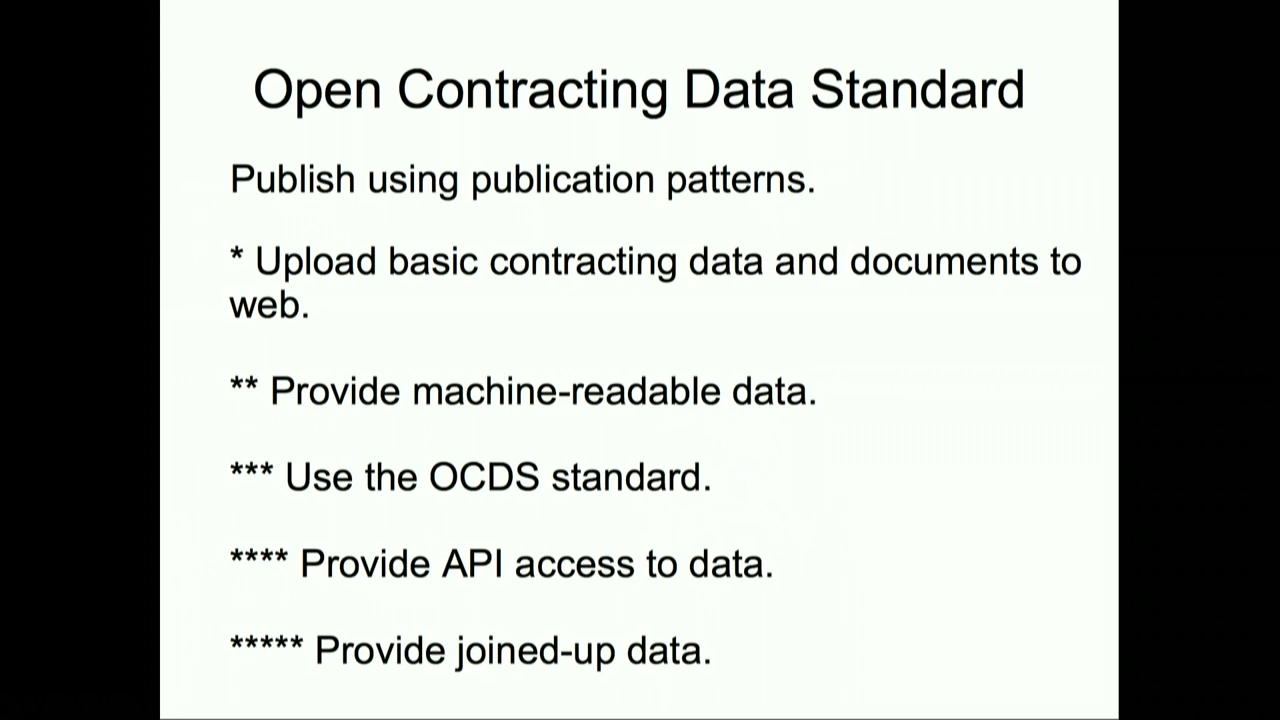 Open Contracting Data Standard
Publish using publication patterns.
* Upload basic contracting data and documents to
web.
** Provide machine-readable data.
*** Use the OCDS standard.
**** Provide API access to data.
***** Provide joined-up data.